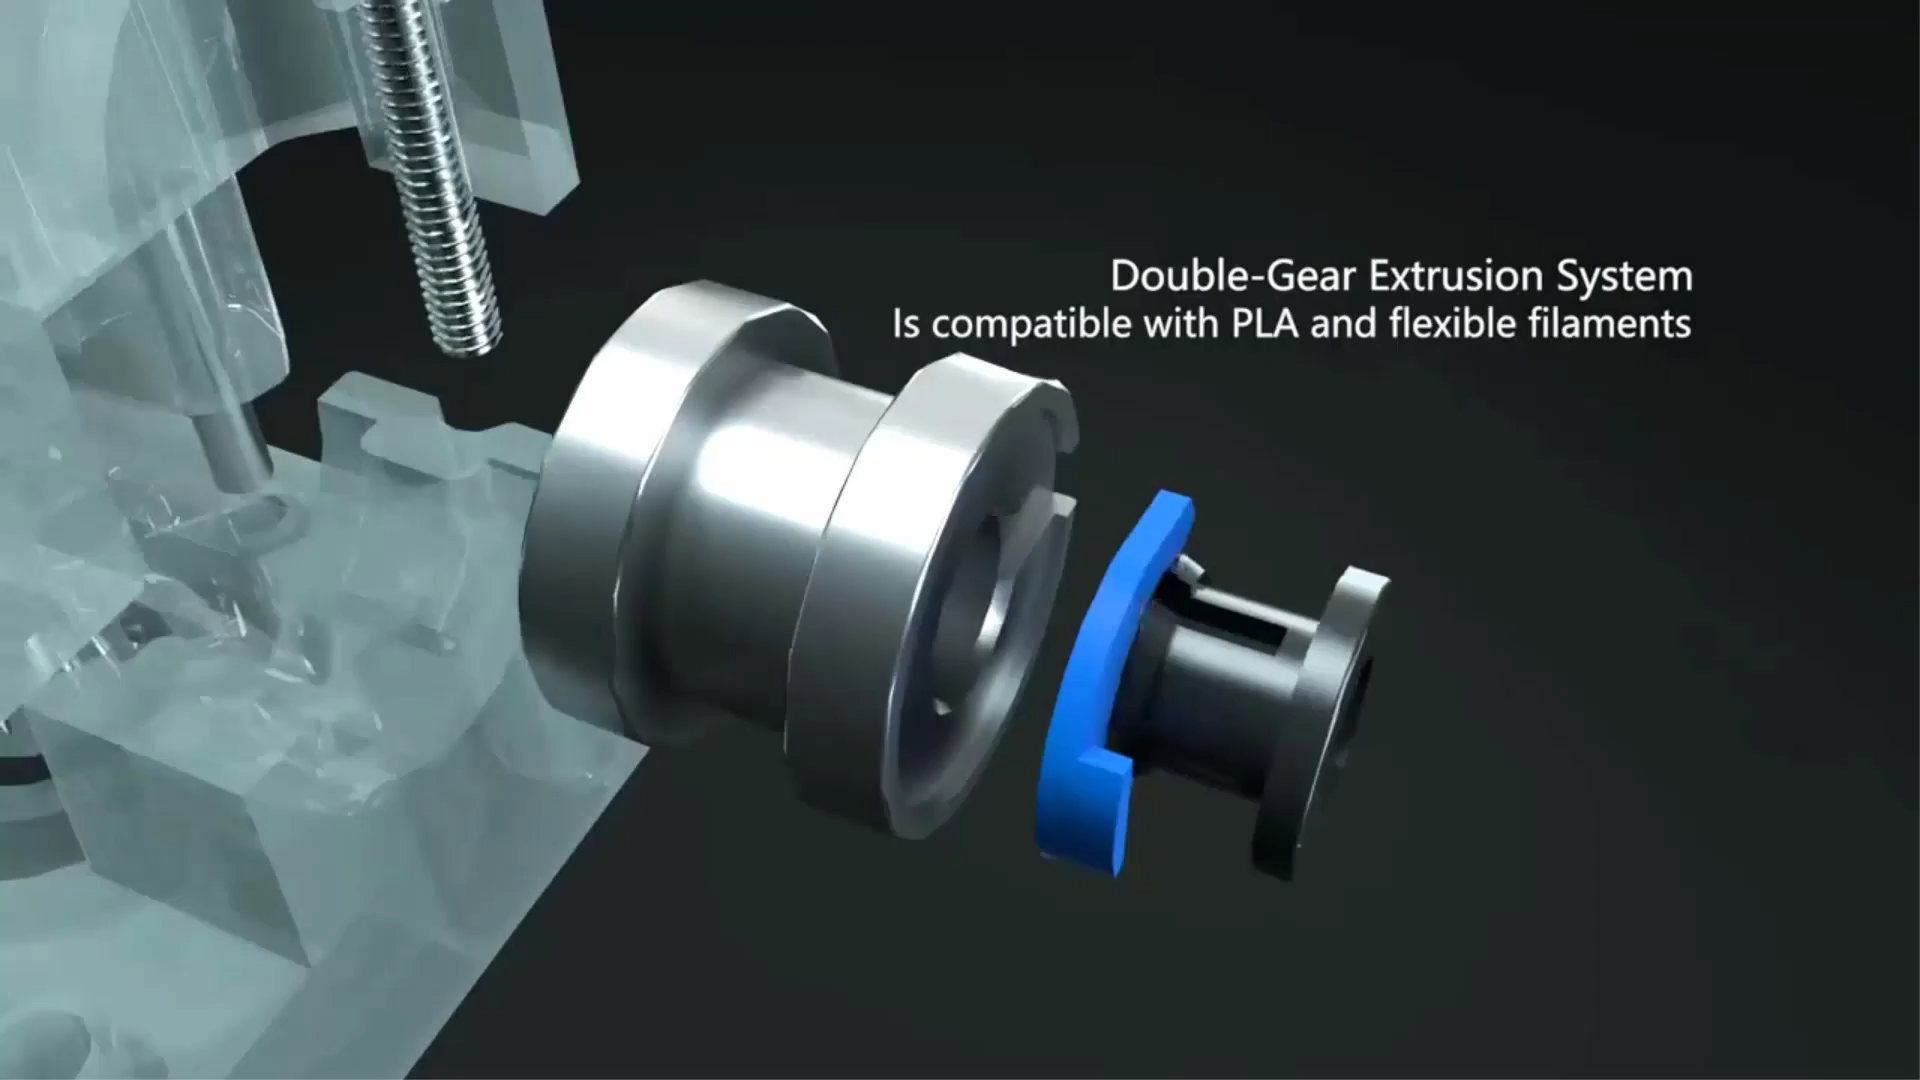 Double-Gear Extrusion System
Is compatible with PLA and flexible filaments